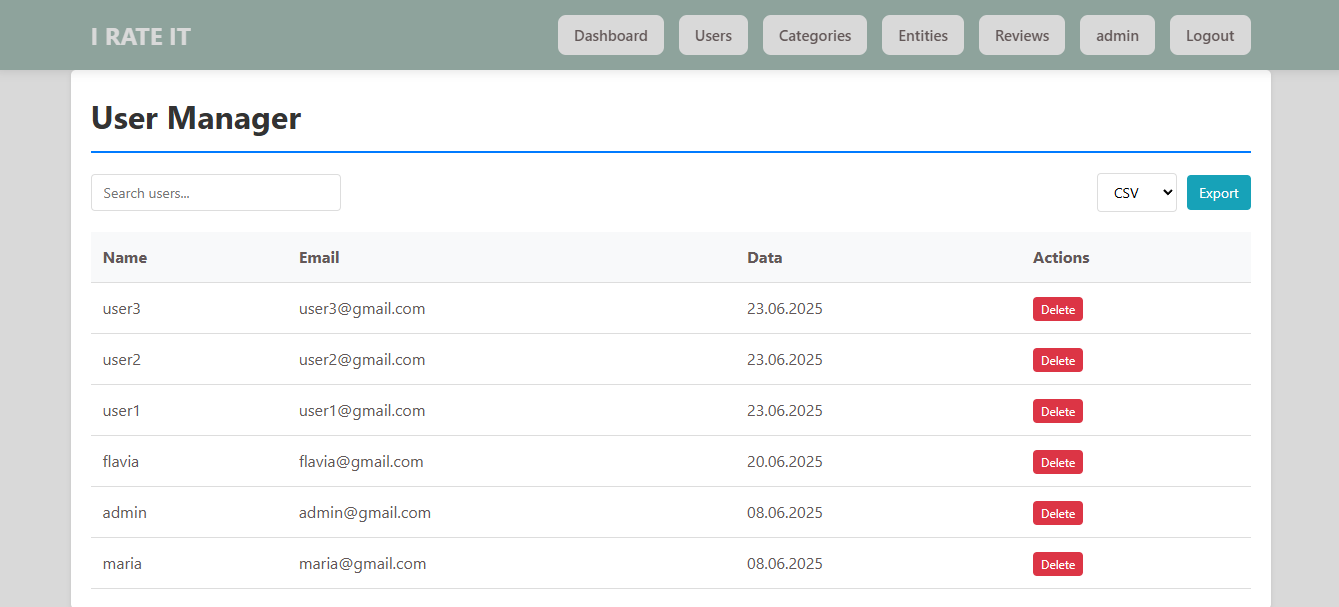 I RATE IT Dashboard Users Categories Entities Reviews admin Logout
User Manager
Search users... CSV Export
Name Email Data Actions
user3 user3@gmail.com 23.06.2025 Delete
user2 user2@gmail.com 23.06.2025 Delete
user1 user1@gmail.com 23.06.2025 Delete
flavia flavia@gmail.com 20.06.2025 Delete
admin admin@gmail.com 08.06.2025 Delete
maria maria@gmail.com 08.06.2025 Delete